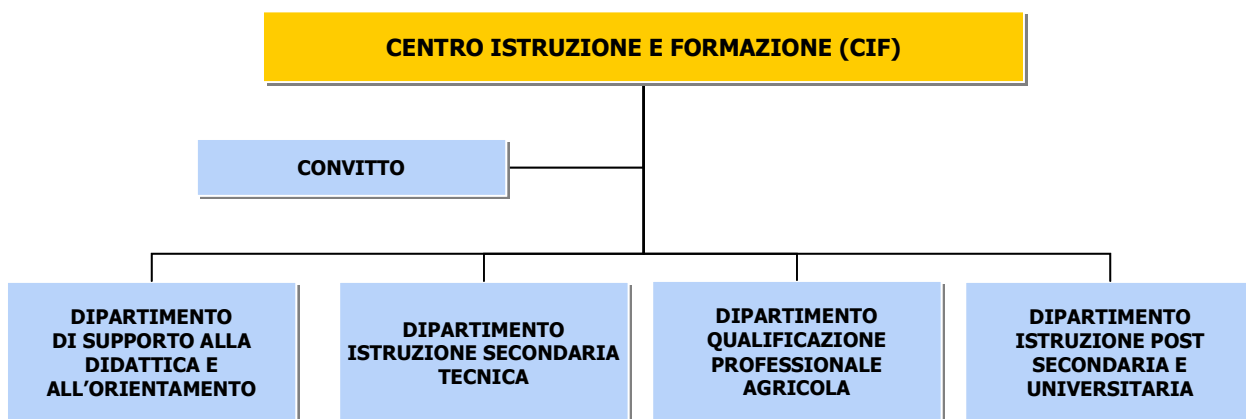 CENTRO ISTRUZIONE E FORMAZIONE (CIF)
CONVITTO
DIPARTIMENTO
DI SUPPORTO ALLA
DIDATTICA E
ALL'ORIENTAMENTO
DIPARTIMENTO
ISTRUZIONE SECONDARIA
TECNICA
DIPARTIMENTO
QUALIFICAZIONE
PROFESSIONALE
AGRICOLA
DIPARTIMENTO
ISTRUZIONE POST
SECONDARIA E
UNIVERSITARIA